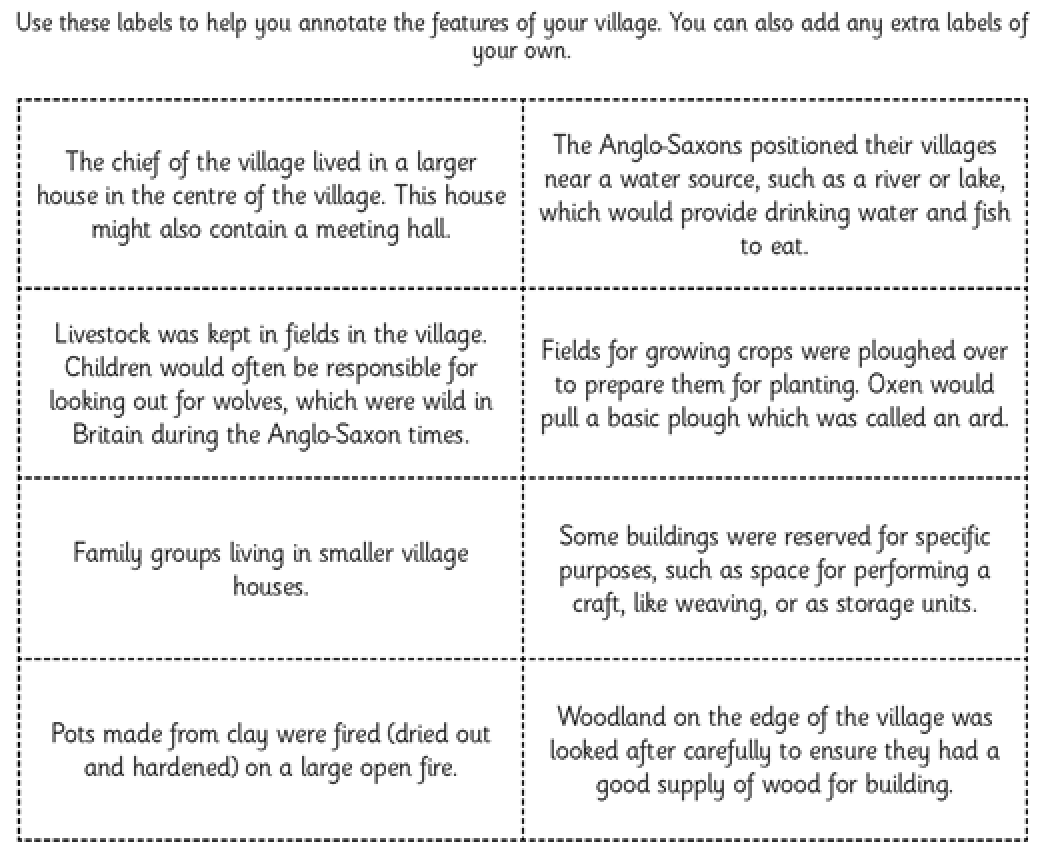 Use these labels to help you annotate the features of your village. You can also add any extra labels of
your own.
The chief of the village lived in a larger
house in the centre of the village. This house
might also contain a meeting hall.
The Anglo-Saxons positioned their villages
near a water source, such as a river or lake,
which would provide drinking water and fish
to eat.
Livestock was kept in fields in the village.
Children would often be responsible for
looking out for wolves, which were wild in
Britain during the Anglo-Saxon times.
Fields for growing crops were ploughed over
to prepare them for planting. Oxen would
pull a basic plough which was called an ard.
Family groups living in smaller village
houses.
Some buildings were reserved for specific
purposes, such as space for performing a
craft, like weaving, or as storage units.
Pots made from clay were fired (dried out
and hardened) on a large open fire.
Woodland on the edge of the village was
looked after carefully to ensure they had a
good supply of wood for building.